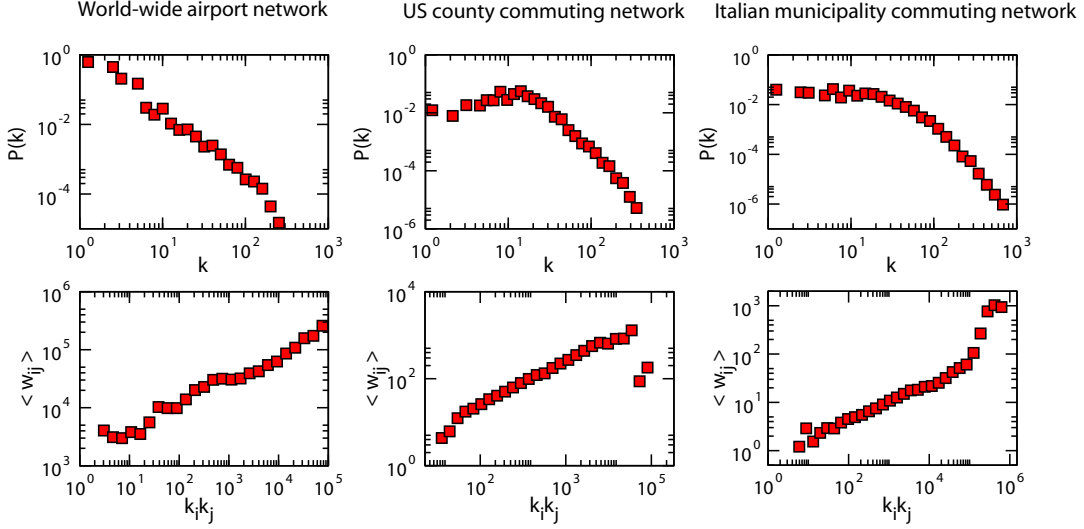 World-wide airport network
US county commuting network
Italian municipality commuting network
P(k)
10^0
10^-2
10^-4
10^0 10^1 10^2 10^3
k
P(k)
10^0
10^-2
10^-4
10^-6
10^0 10^1 10^2 10^3
k
P(k)
10^0
10^-2
10^-4
10^-6
10^0 10^1 10^2 10^3
k
< w_ij >
10^6
10^5
10^4
10^3
10^0 10^1 10^2 10^3 10^4 10^5
k_i k_j
< w_ij >
10^4
10^2
10^0
10^2 10^3 10^4 10^5
k_i k_j
< w_ij >
10^3
10^2
10^1
10^0
10^0 10^2 10^4 10^6
k_i k_j